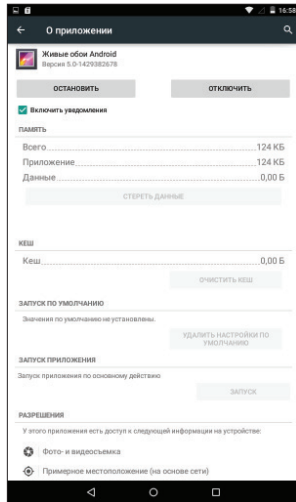 16:58
О приложении
Живые обои Android
Версия 5.0-1429382678
ОСТАНОВИТЬ
ОТКЛЮЧИТЬ
Включить уведомления
ПАМЯТЬ
Всего 124 КБ
Приложение 124 КБ
Данные 0,00 Б
СТЕРЕТЬ ДАННЫЕ
КЕШ
Кеш 0,00 Б
ОЧИСТИТЬ КЕШ
ЗАПУСК ПО УМОЛЧАНИЮ
Значения по умолчанию не установлены.
УДАЛИТЬ НАСТРОЙКИ ПО
УМОЛЧАНИЮ
ЗАПУСК ПРИЛОЖЕНИЯ
Запуск приложения по основному действию
ЗАПУСК
РАЗРЕШЕНИЯ
У этого приложения есть доступ к следующей информации на устройстве:
Фото- и видеосъемка
Примерное местоположение (на основе сети)